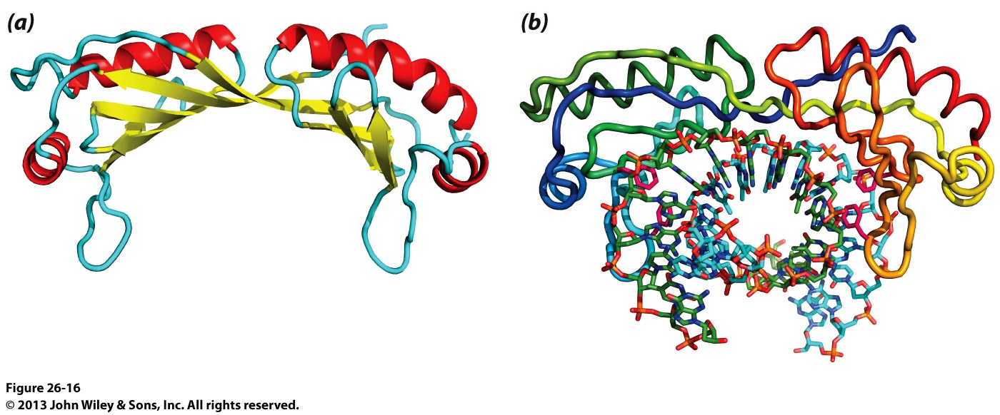 (a)
(b)
Figure 26-16
© 2013 John Wiley & Sons, Inc. All rights reserved.